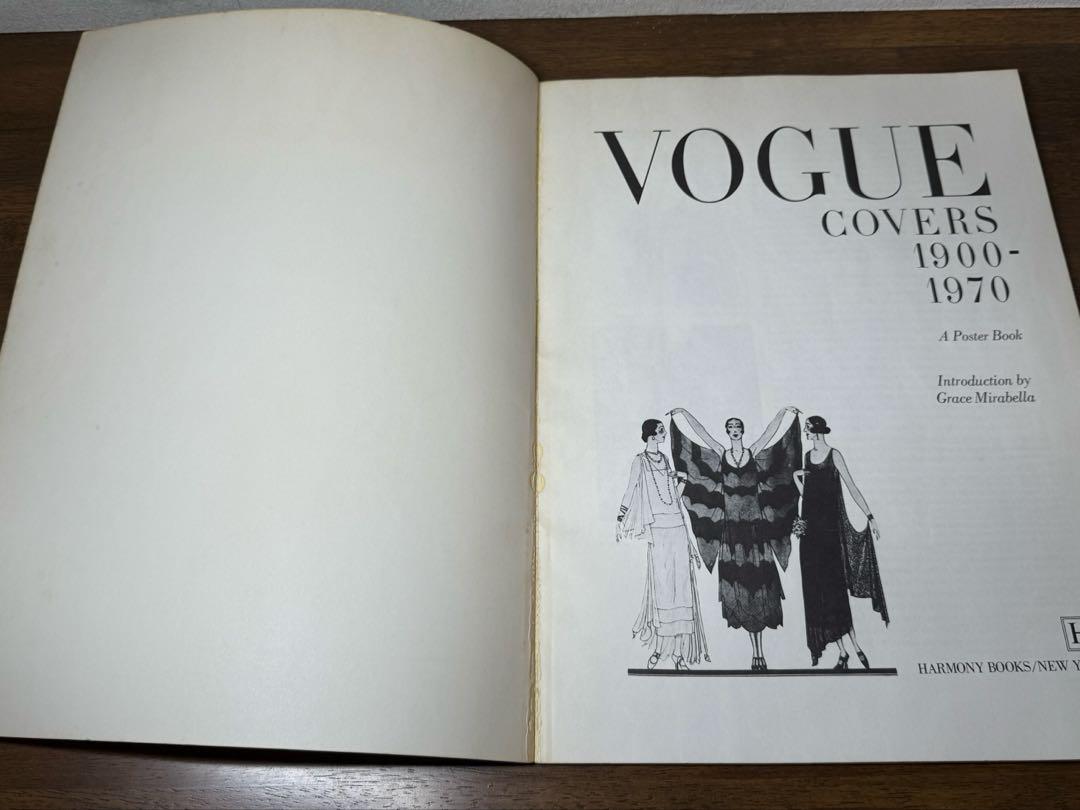 VOGUE
COVERS
1900-
1970
A Poster Book
Introduction by
Grace Mirabella
H
HARMONY BOOKS/NEW Y